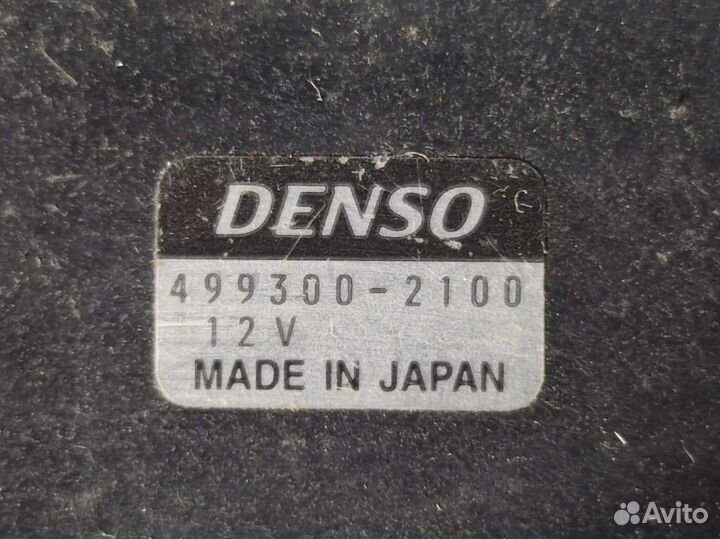 DENSO
499300-2100
12V
MADE IN JAPAN
Avito